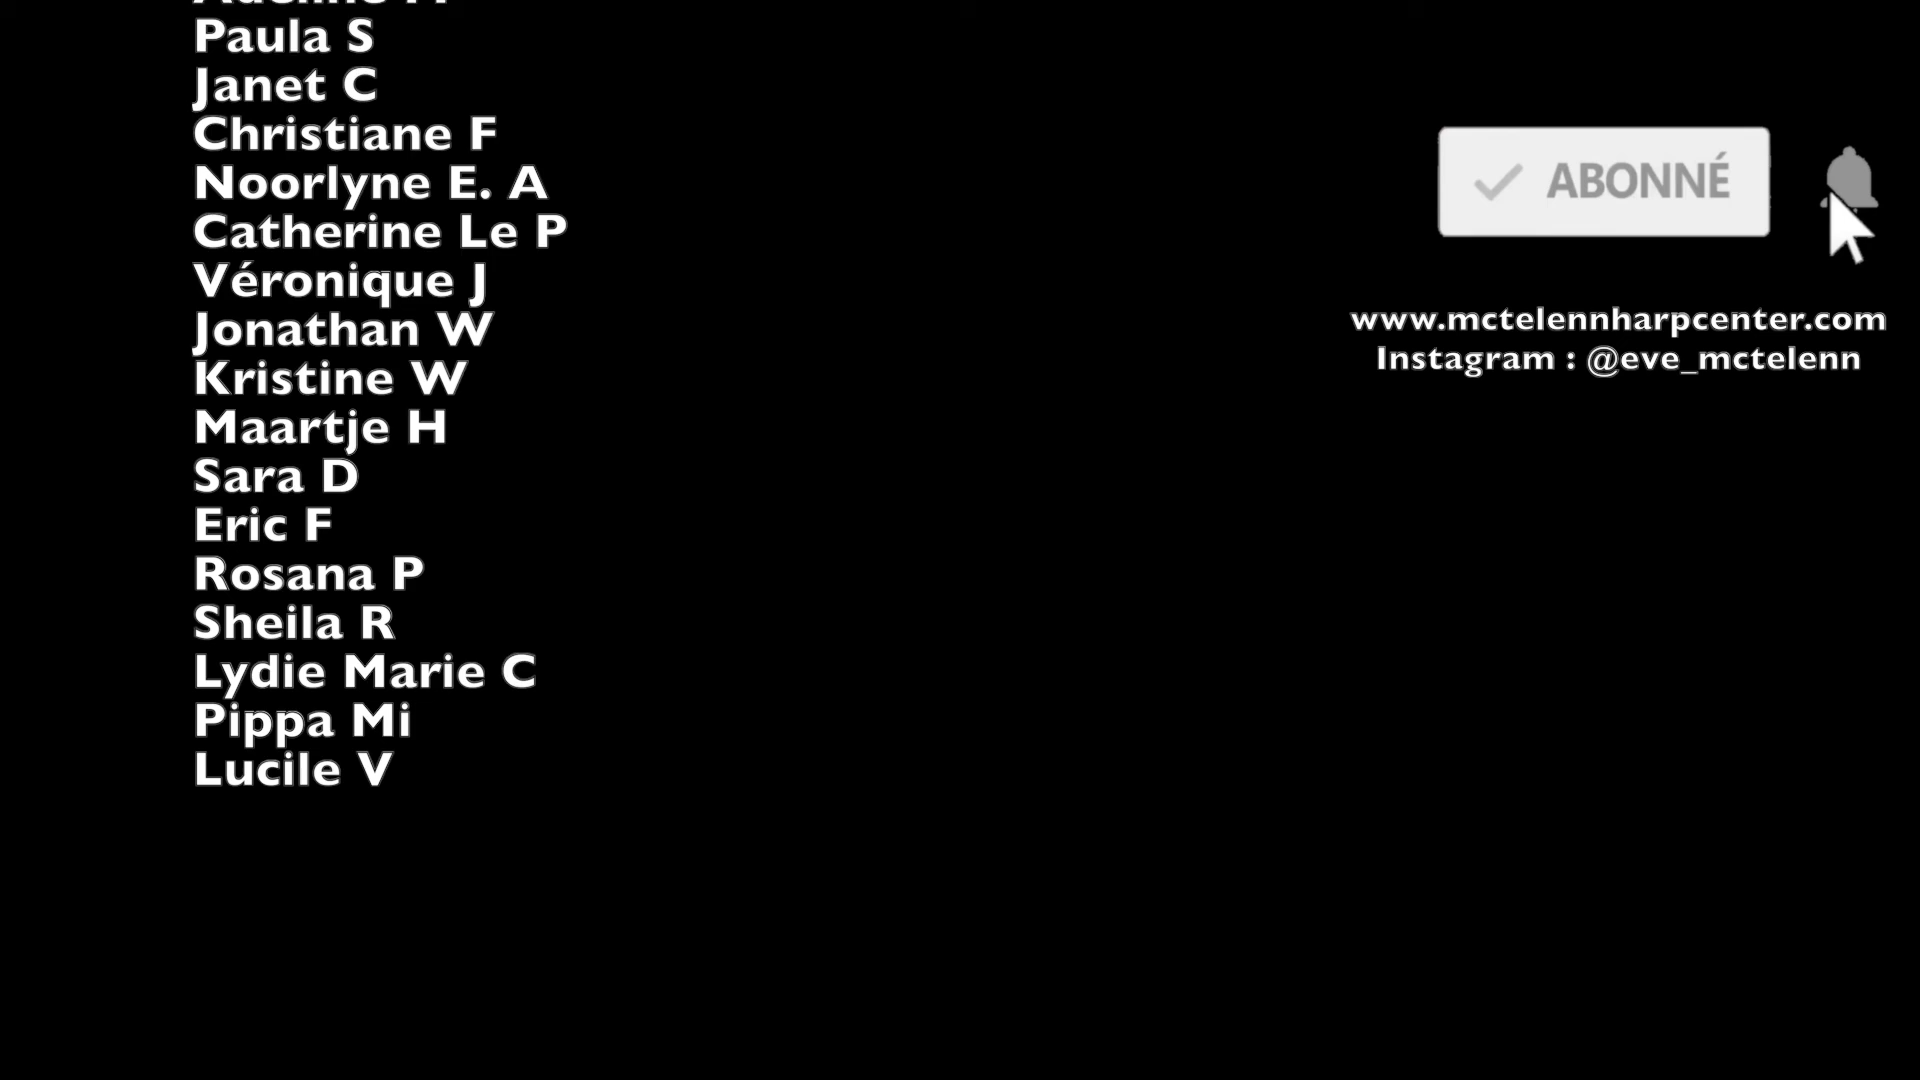 Paula S
Janet C
Christiane F
Noorlyne E. A
Catherine Le P
Véronique J
Jonathan W
Kristine W
Maartje H
Sara D
Eric F
Rosana P
Sheila R
Lydie Marie C
Pippa Mi
Lucile V
ABONNÉ
www.mctelennharpcenter.com
Instagram : @eve_mctelenn